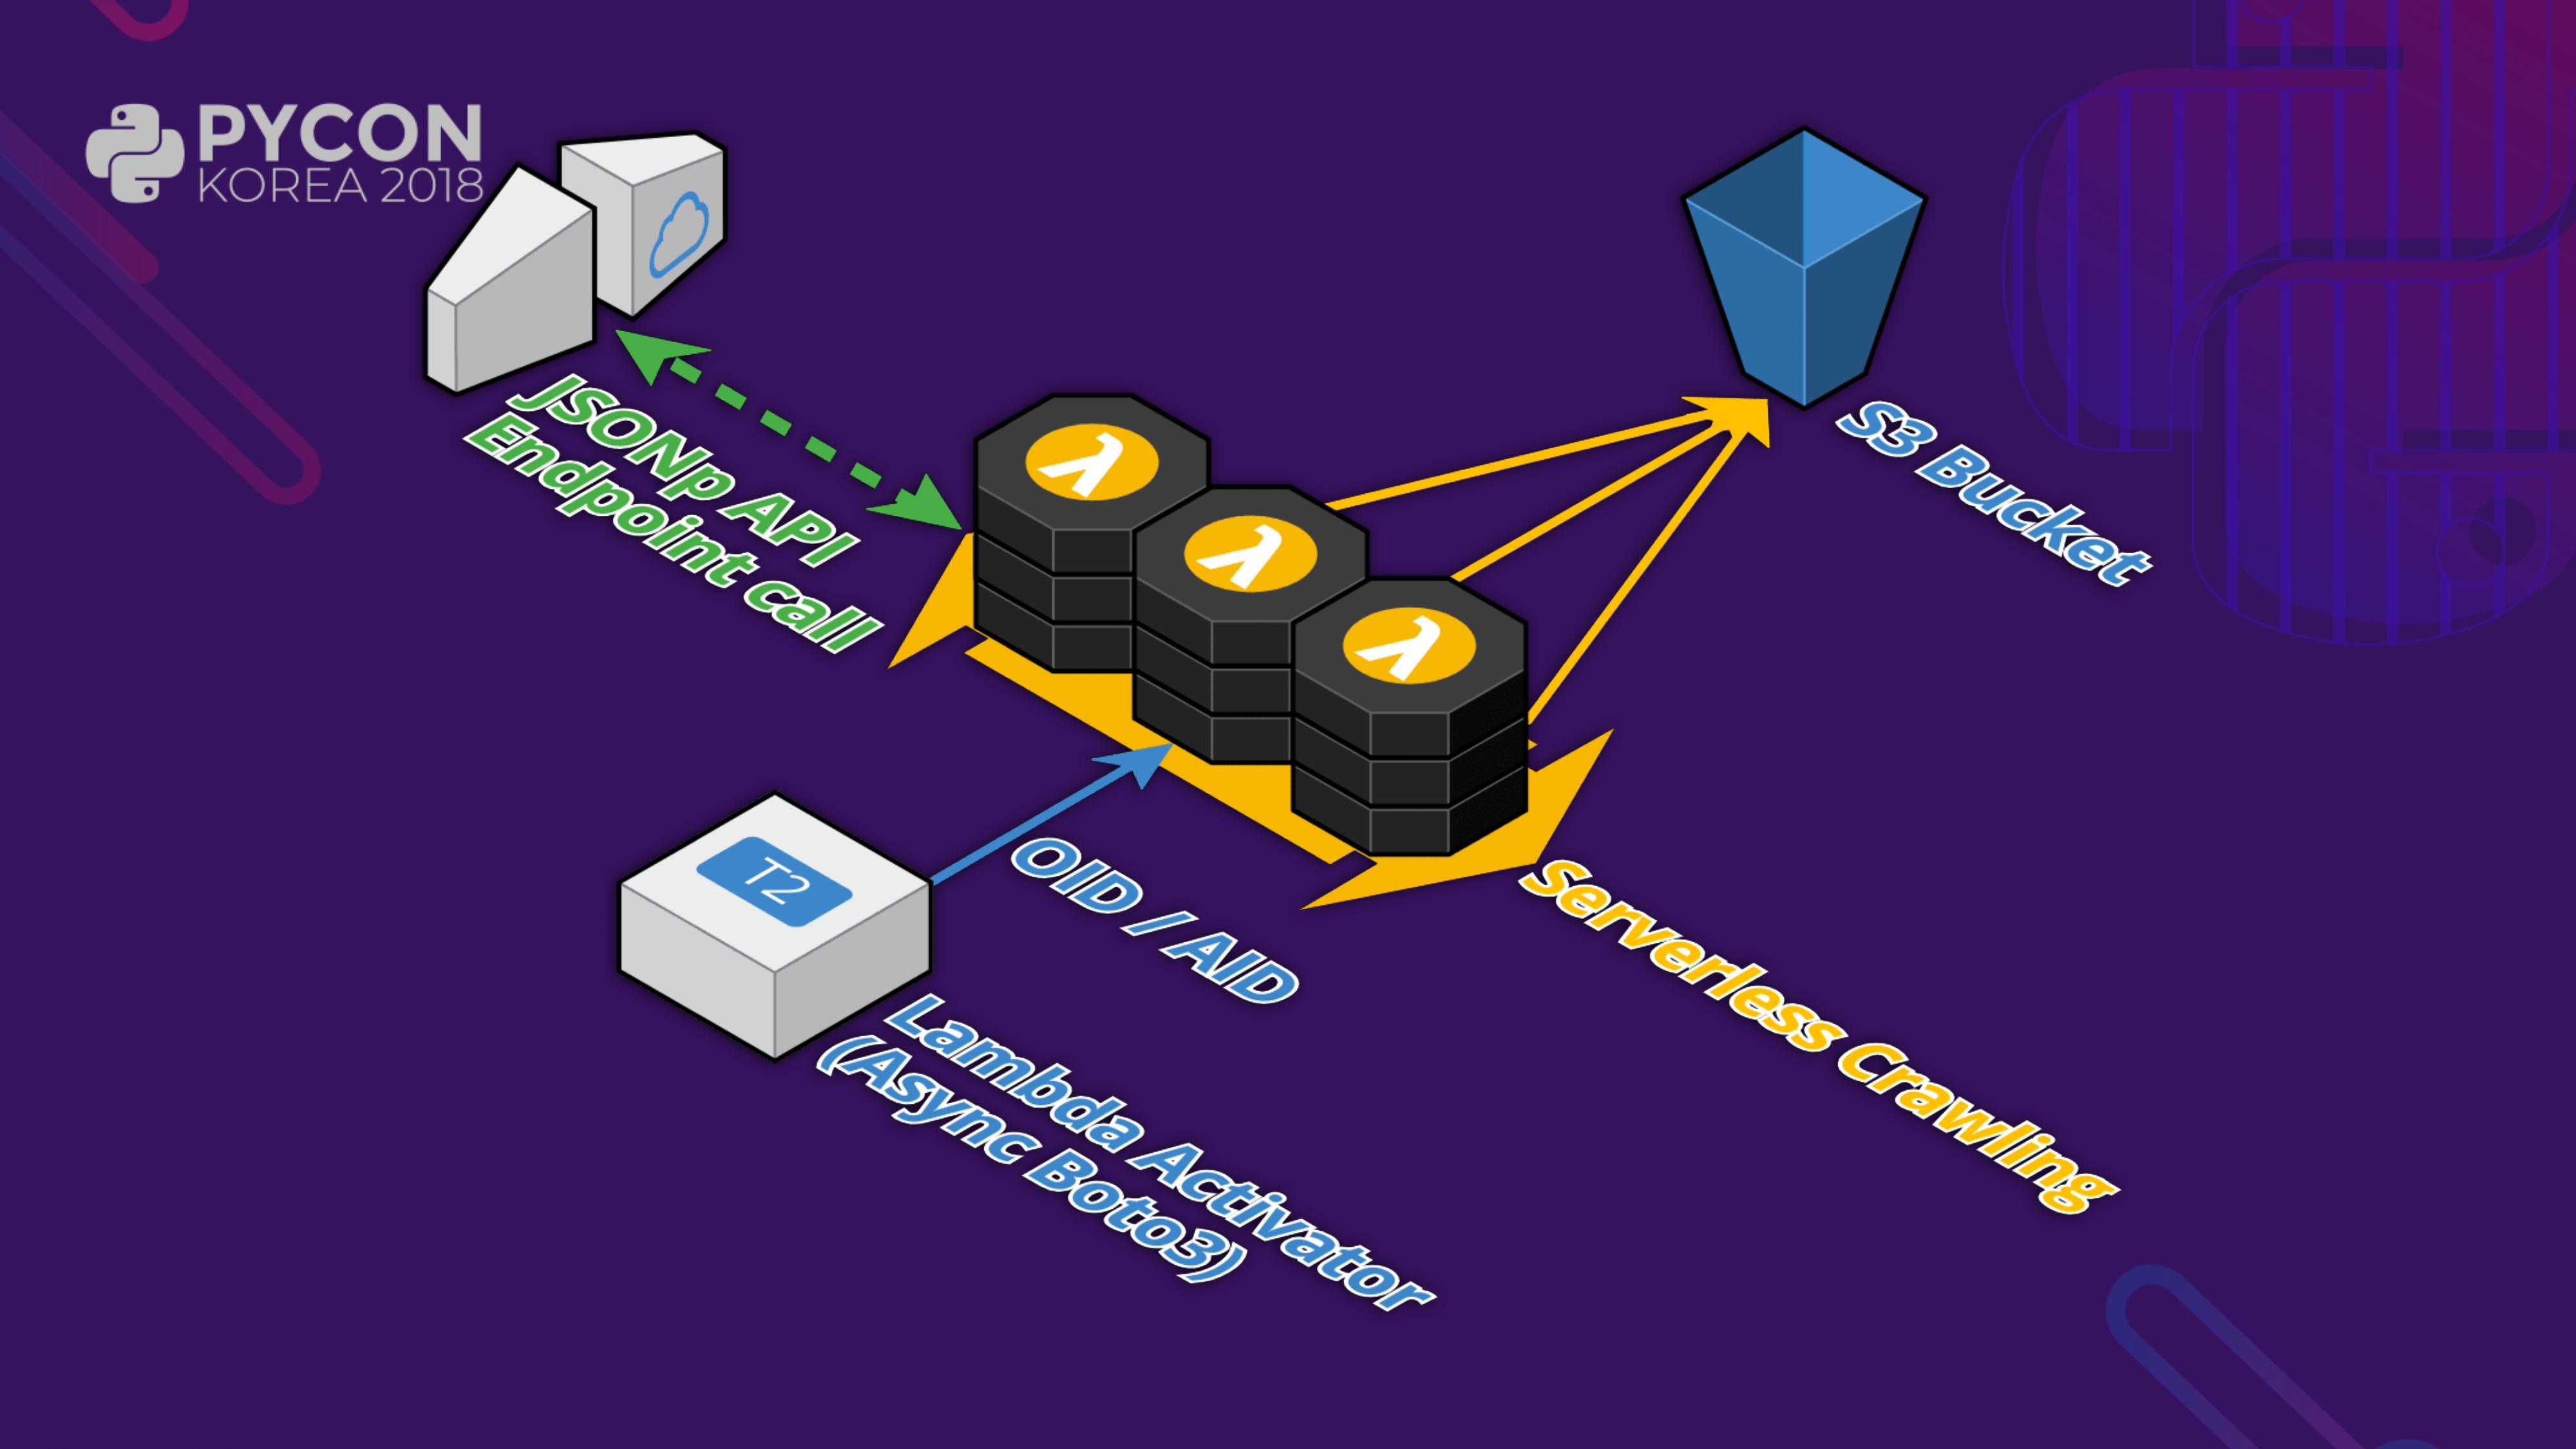 PYCON
KOREA 2018
JSONp API
Endpoint call
S3 Bucket
λ
λ
λ
T2
OID / AID
Serverless Crawling
Lambda Activator
(Async Boto3)